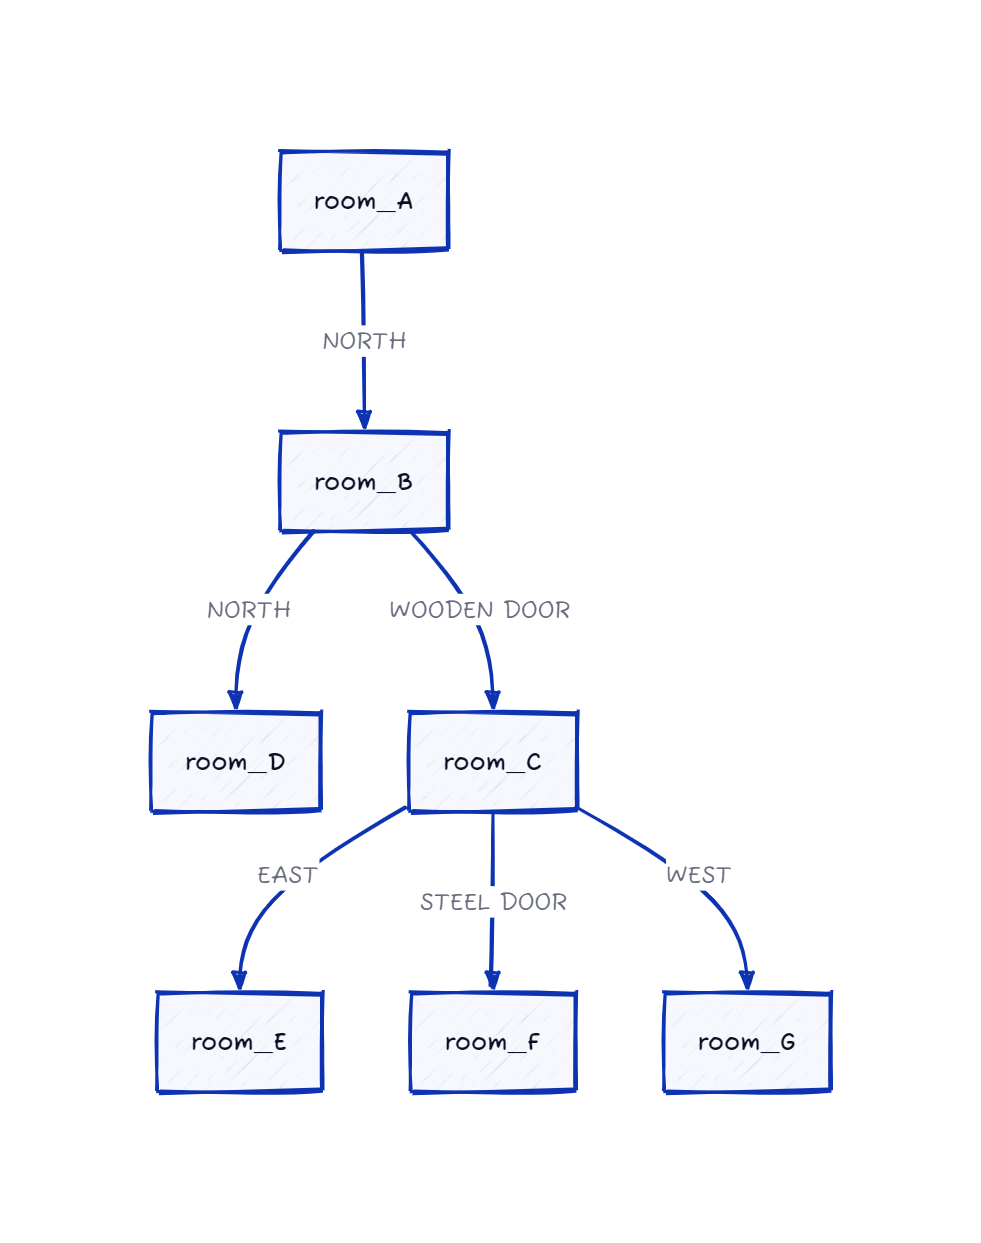 room_A
NORTH
room_B
NORTH
WOODEN DOOR
room_D
room_C
EAST
WEST
STEEL DOOR
room_E
room_F
room_G